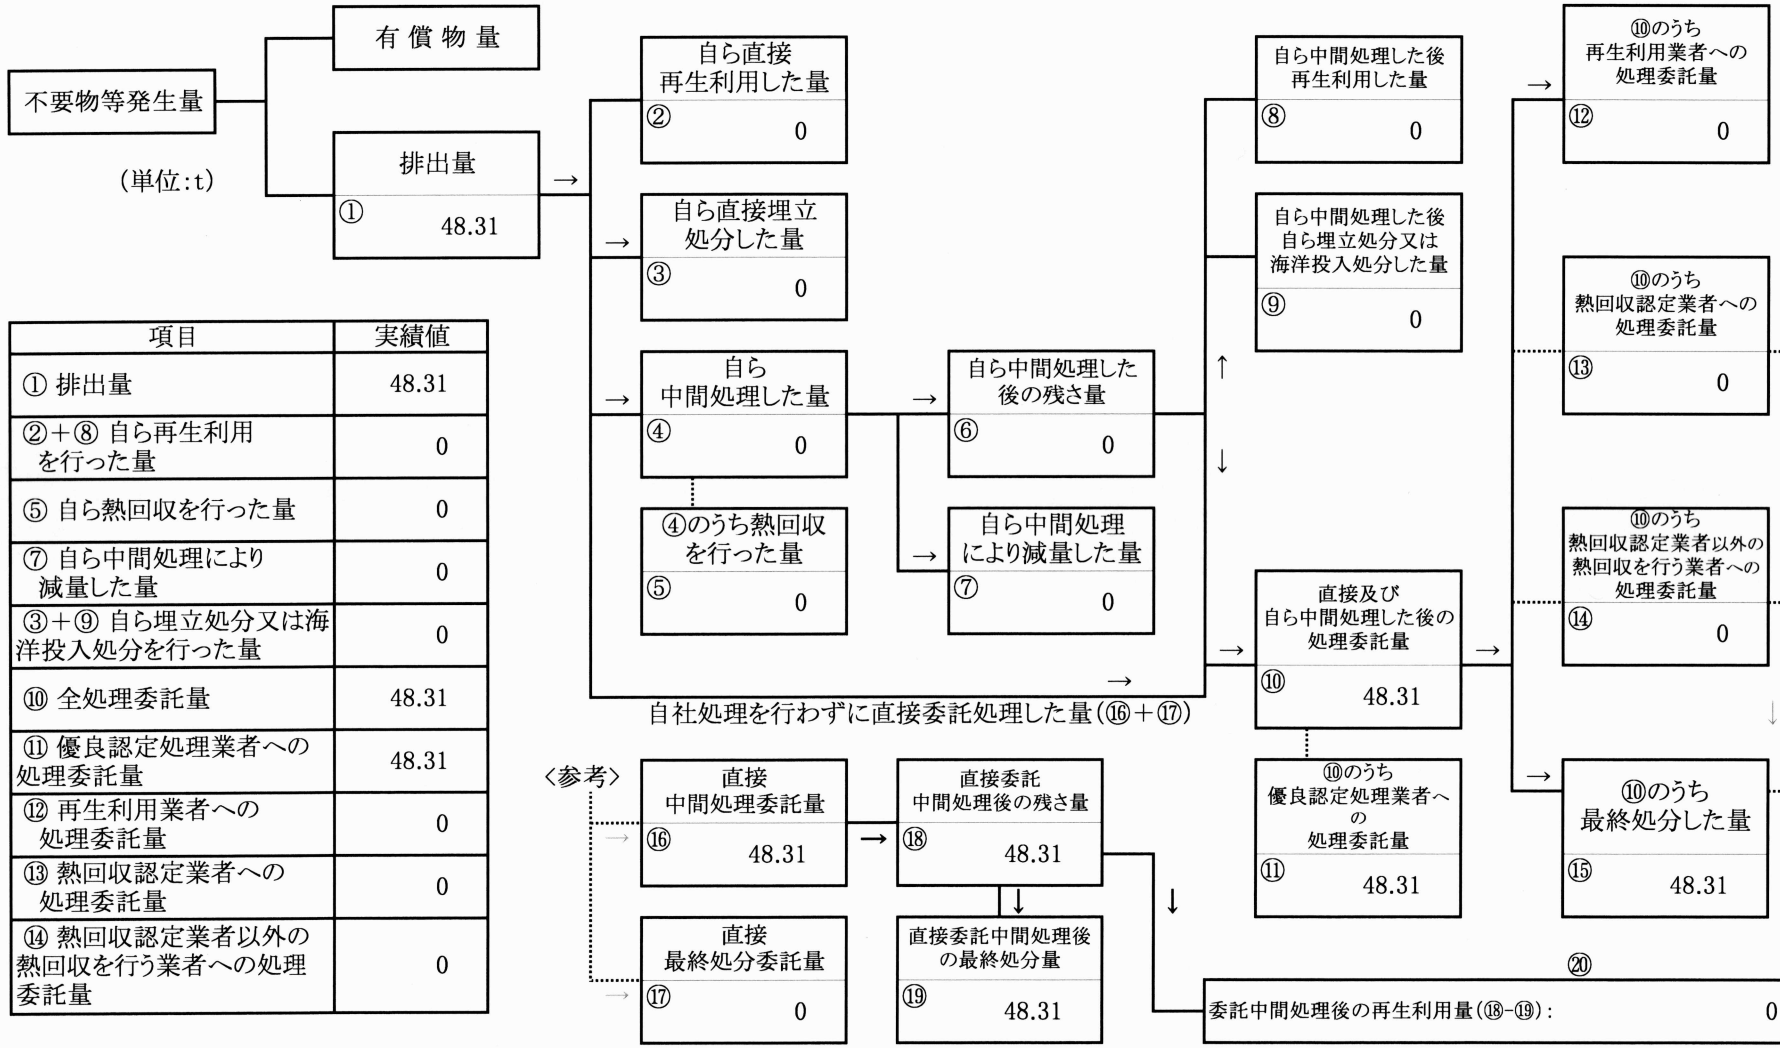 不要物等発生量
(単位:t)
有償物量
排出量
①
48.31
→
自ら直接
再生利用した量
②
0
→
自ら直接埋立
処分した量
③
0
→
自ら
中間処理した量
④
0
④のうち熱回収
を行った量
⑤
0
→
自ら中間処理した
後の残さ量
⑥
0
→
自ら中間処理
により減量した量
⑦
0
↑
↓
自ら中間処理した後
再生利用した量
⑧
0
自ら中間処理した後
自ら埋立処分又は
海洋投入処分した量
⑨
0
→
自社処理を行わずに直接委託処理した量(⑯+⑰)
→
直接及び
自ら中間処理した後の
処理委託量
⑩
48.31
→
⑩のうち
優良認定処理業者へ
の
処理委託量
⑪
48.31
→
⑩のうち
再生利用業者への
処理委託量
⑫
0
⑩のうち
熱回収認定業者への
処理委託量
⑬
0
⑩のうち
熱回収認定業者以外の
熱回収を行う業者への
処理委託量
⑭
0
↓
→
⑩のうち
最終処分した量
⑮
48.31
項目 実績値
① 排出量 48.31
②+⑧ 自ら再生利用
を行った量 0
⑤ 自ら熱回収を行った量 0
⑦ 自ら中間処理により
減量した量 0
③+⑨ 自ら埋立処分又は海
洋投入処分を行った量 0
⑩ 全処理委託量 48.31
⑪ 優良認定処理業者への
処理委託量 48.31
⑫ 再生利用業者への
処理委託量 0
⑬ 熱回収認定業者への
処理委託量 0
⑭ 熱回収認定業者以外の
熱回収を行う業者への処理
委託量 0
〈参考〉
→
直接
中間処理委託量
⑯
48.31
→
直接
最終処分委託量
⑰
0
→
直接委託
中間処理後の残さ量
⑱
48.31
↓
直接委託中間処理後
の最終処分量
⑲
48.31
↓
⑳
委託中間処理後の再生利用量(⑱-⑲): 0